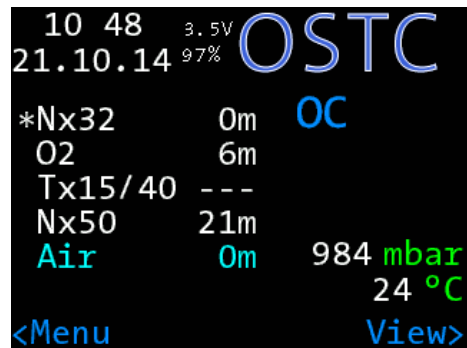 10 48 3.5V OSTC
21.10.14 97%
*Nx32 0m OC
O2 6m
Tx15/40 ---
Nx50 21m
Air 0m 984 mbar
24 ºC
<Menu View>